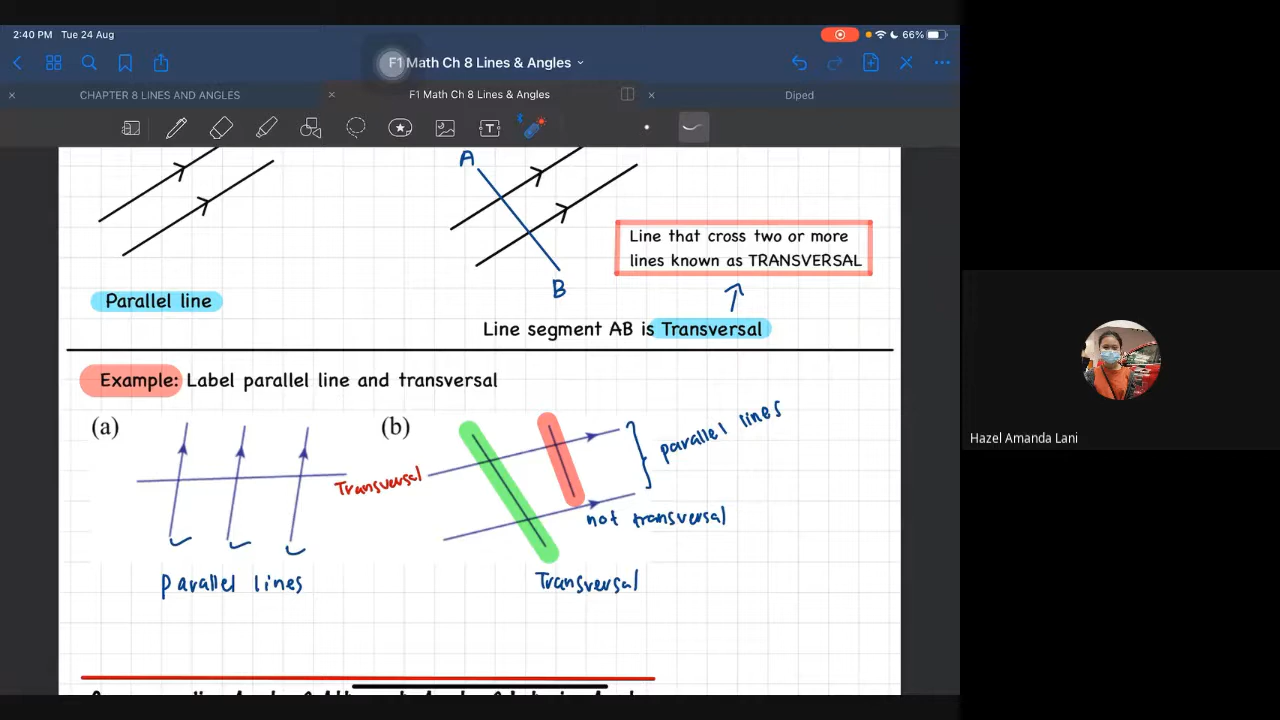 2:40 PM Tue 24 Aug
66%
F1 Math Ch 8 Lines & Angles
CHAPTER 8 LINES AND ANGLES
F1 Math Ch 8 Lines & Angles
Diped
A
B
Line that cross two or more
lines known as TRANSVERSAL
Parallel line
Line segment AB is Transversal
Example: Label parallel line and transversal
(a)
(b)
Transversal
parallel lines
not transversal
parallel lines
Transversal
Hazel Amanda Lani